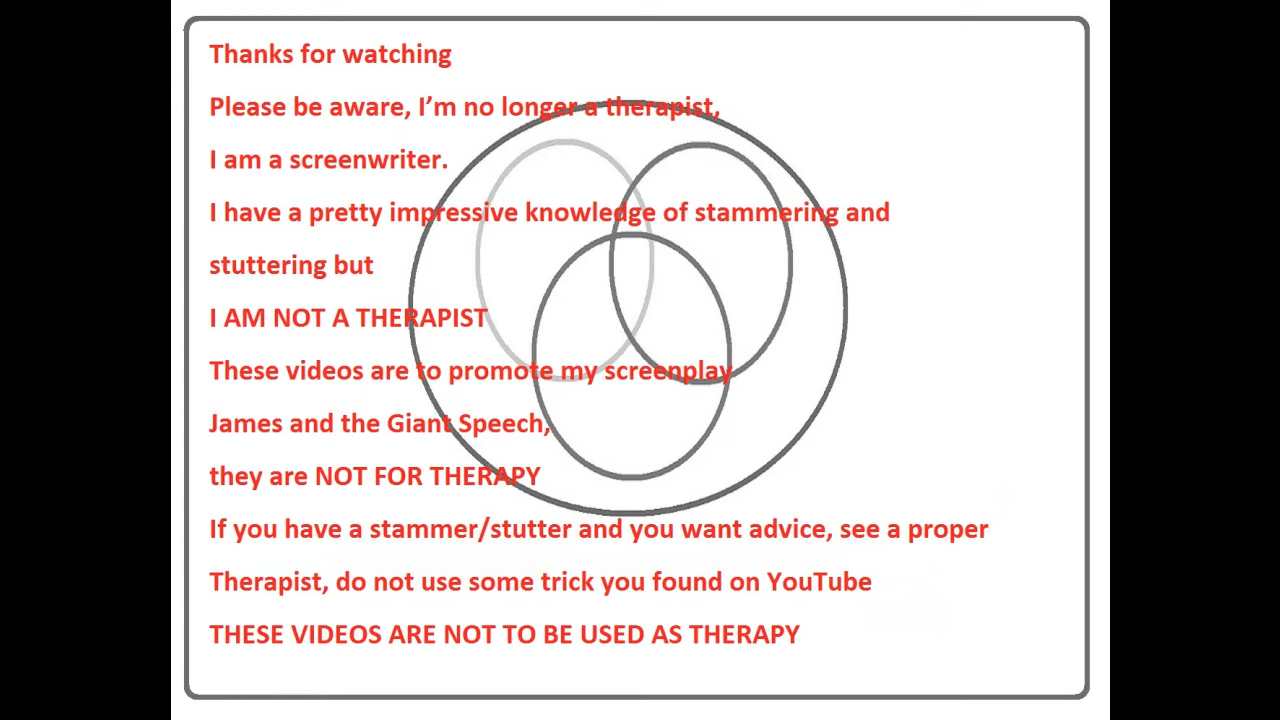 Thanks for watching
Please be aware, I’m no longer a therapist,
I am a screenwriter.
I have a pretty impressive knowledge of stammering and
stuttering but
I AM NOT A THERAPIST
These videos are to promote my screenplay
James and the Giant Speech,
they are NOT FOR THERAPY
If you have a stammer/stutter and you want advice, see a proper
Therapist, do not use some trick you found on YouTube
THESE VIDEOS ARE NOT TO BE USED AS THERAPY